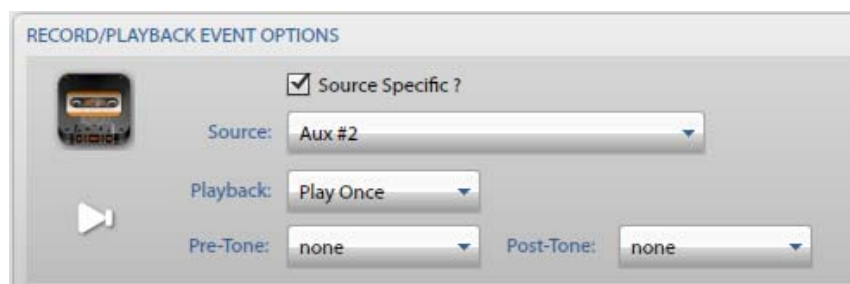 RECORD/PLAYBACK EVENT OPTIONS
Source Specific ?
Source: Aux #2
Playback: Play Once
Pre-Tone: none Post-Tone: none